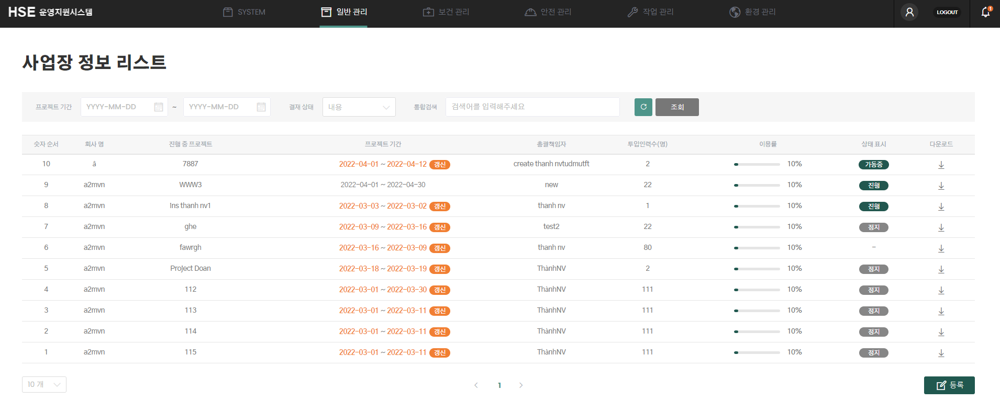 HSE 운영지원시스템 SYSTEM 일반 관리 보건 관리 안전 관리 작업 관리 환경 관리 LOGOUT 1
사업장 정보 리스트
프로젝트 기간 YYYY-MM-DD ~ YYYY-MM-DD 결재 상태 내용 통합검색 검색어를 입력해주세요 조회
숫자 순서 회사 명 진행 중 프로젝트 프로젝트 기간 총괄책임자 투입인력수(명) 이용률 상태 표시 다운로드
10 â 7887 2022-04-01 ~ 2022-04-12 갱신 create thanh nvtudmutft 2 10% 가동중
9 a2mvn WWW3 2022-04-01 ~ 2022-04-30 new 22 10% 진행
8 a2mvn Ins thanh nv1 2022-03-03 ~ 2022-03-02 갱신 thanh nv 1 10% 진행
7 a2mvn ghe 2022-03-09 ~ 2022-03-16 갱신 test2 22 10% 정지
6 a2mvn fawrgh 2022-03-16 ~ 2022-03-09 갱신 thanh nv 80 10% -
5 a2mvn Project Doan 2022-03-18 ~ 2022-03-19 갱신 ThànhNV 2 10% 정지
4 a2mvn 112 2022-03-01 ~ 2022-03-30 갱신 ThànhNV 111 10% 정지
3 a2mvn 113 2022-03-01 ~ 2022-03-11 갱신 ThànhNV 111 10% 정지
2 a2mvn 114 2022-03-01 ~ 2022-03-11 갱신 ThànhNV 111 10% 정지
1 a2mvn 115 2022-03-01 ~ 2022-03-11 갱신 ThànhNV 111 10% 정지
10 개 1 등록